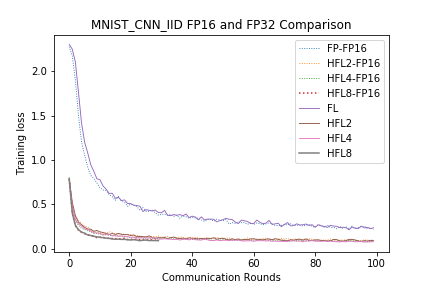 MNIST_CNN_IID FP16 and FP32 Comparison
FP-FP16
HFL2-FP16
HFL4-FP16
HFL8-FP16
FL
HFL2
HFL4
HFL8
Training loss
2.0
1.5
1.0
0.5
0.0
0 20 40 60 80 100
Communication Rounds